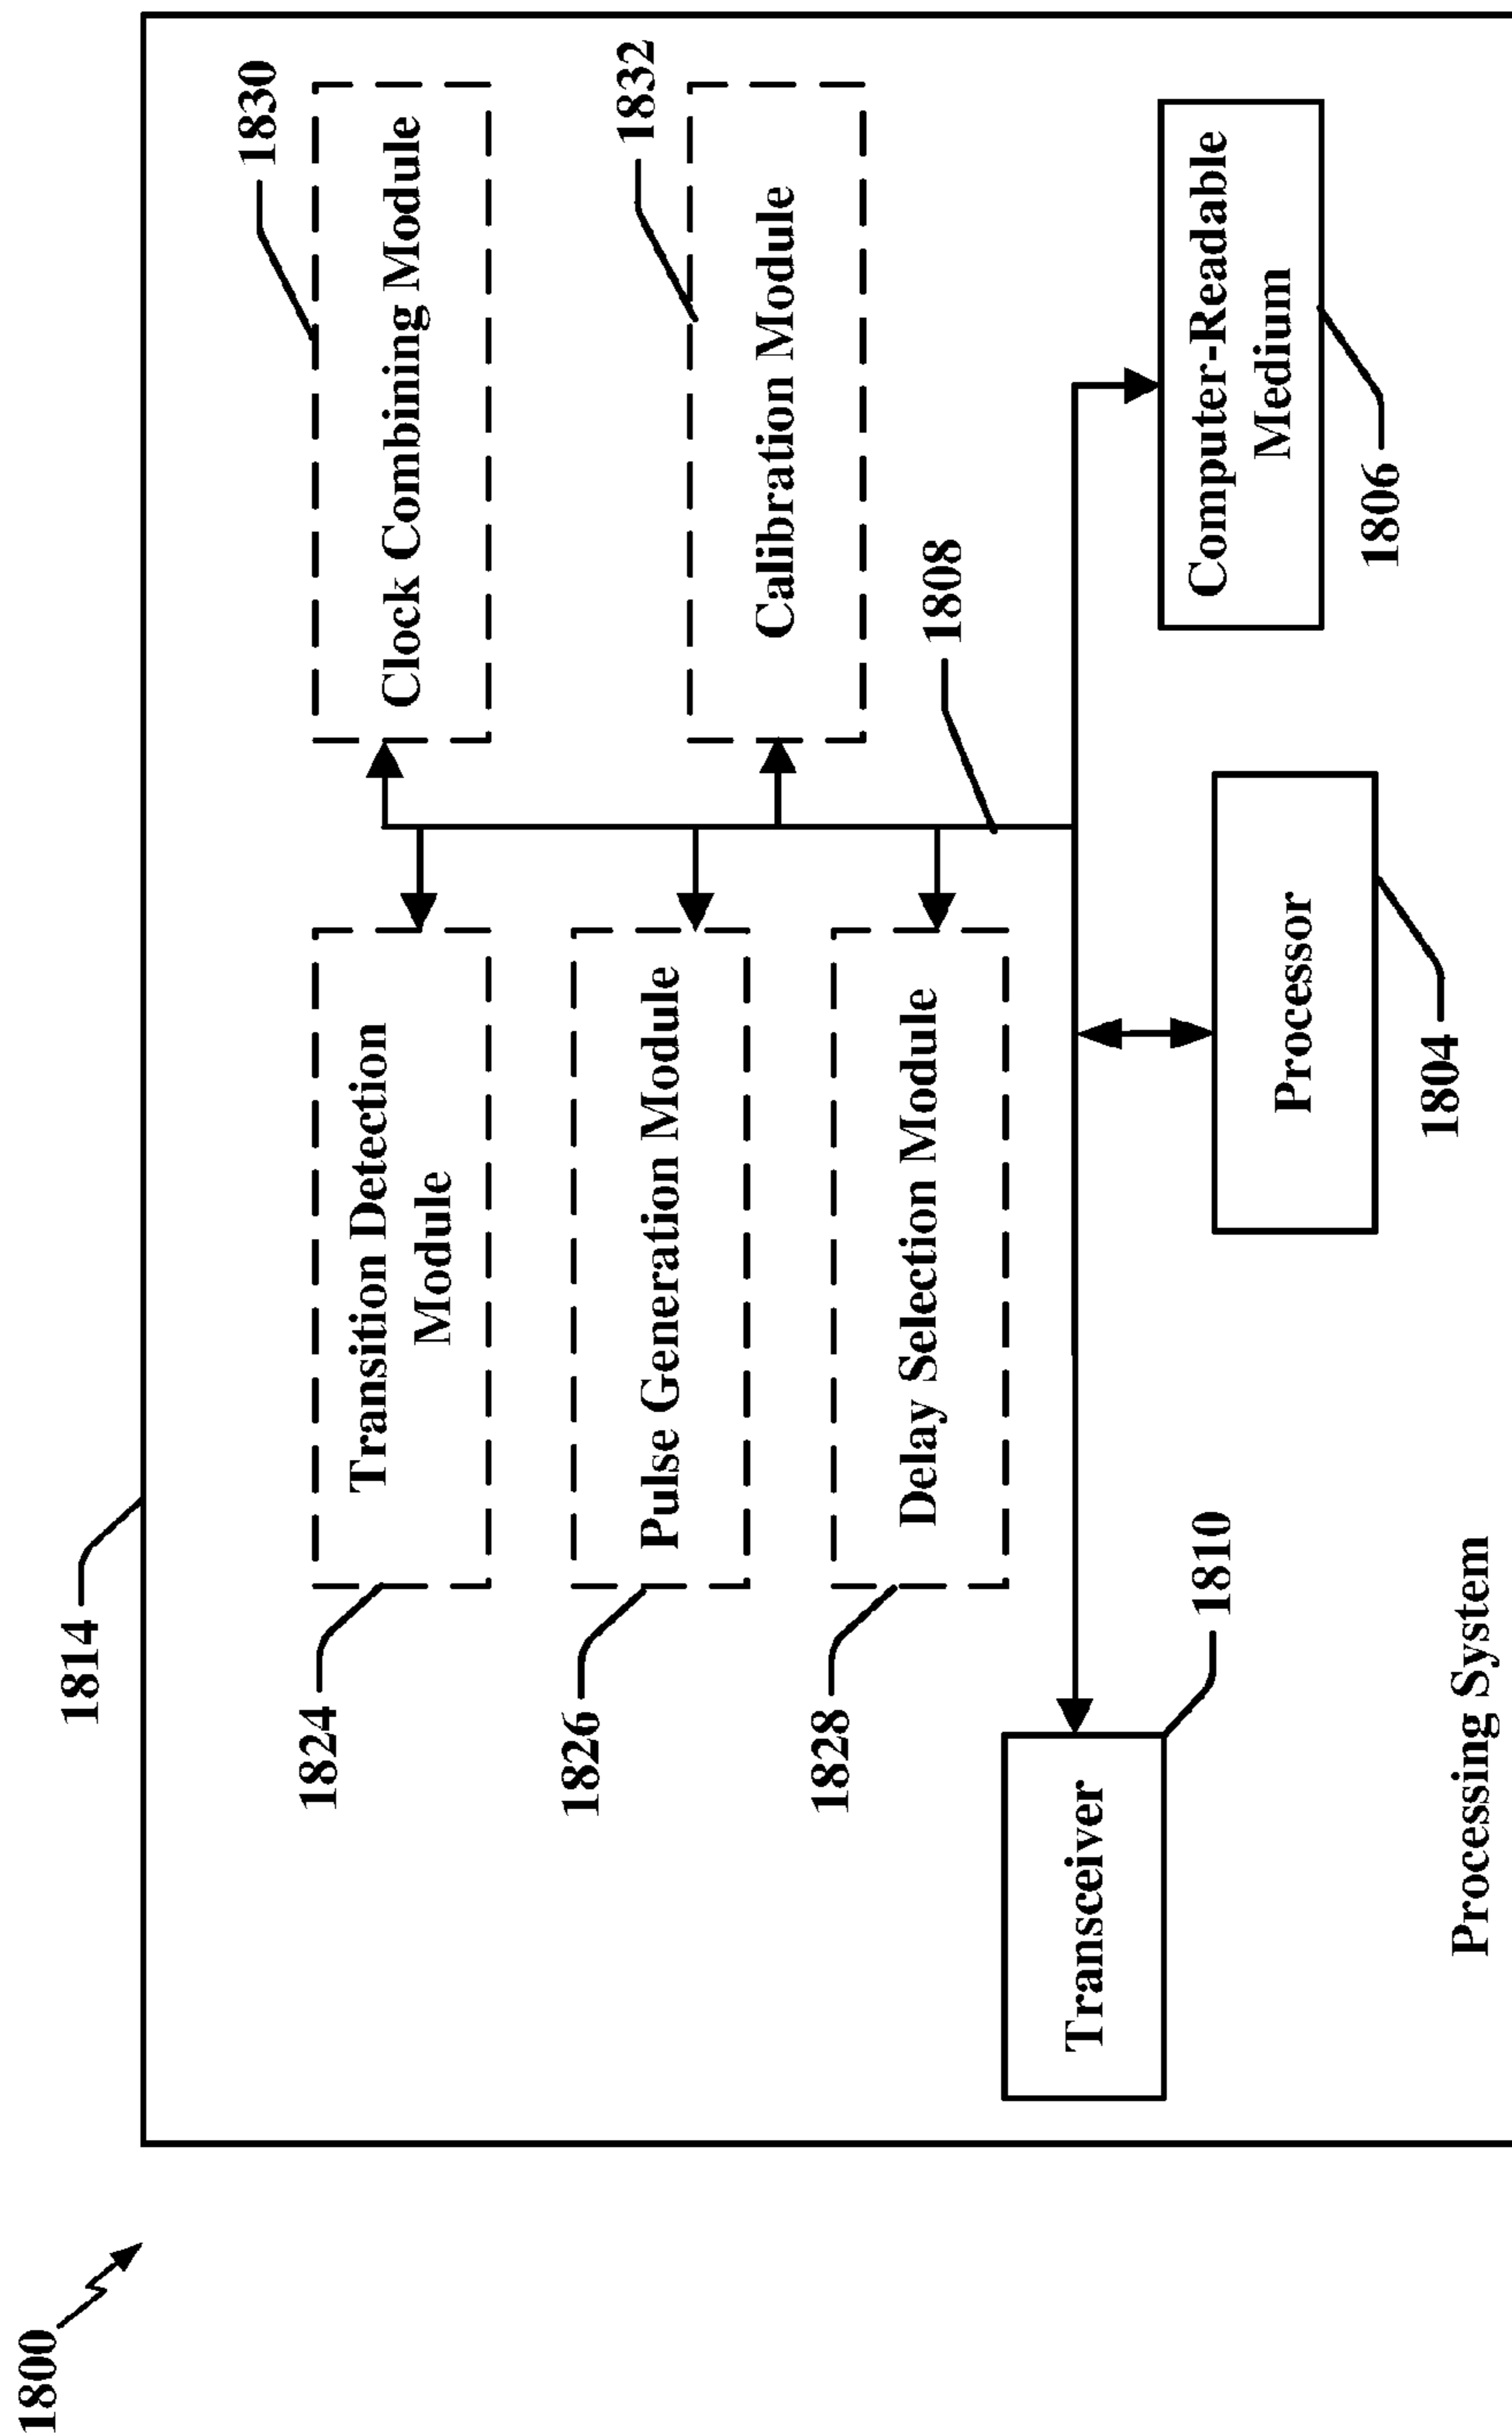 1800
1814
1824
Transition Detection
Module
1830
Clock Combining Module
1826
Pulse Generation Module
1832
Calibration Module
1828
Delay Selection Module
1808
Transceiver
1810
Processor
1804
Computer-Readable
Medium
1806
Processing System